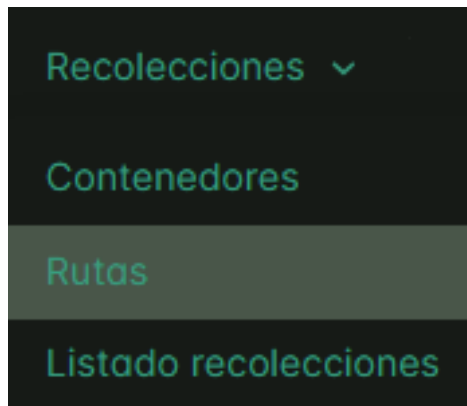 Recolecciones
Contenedores
Rutas
Listado recolecciones